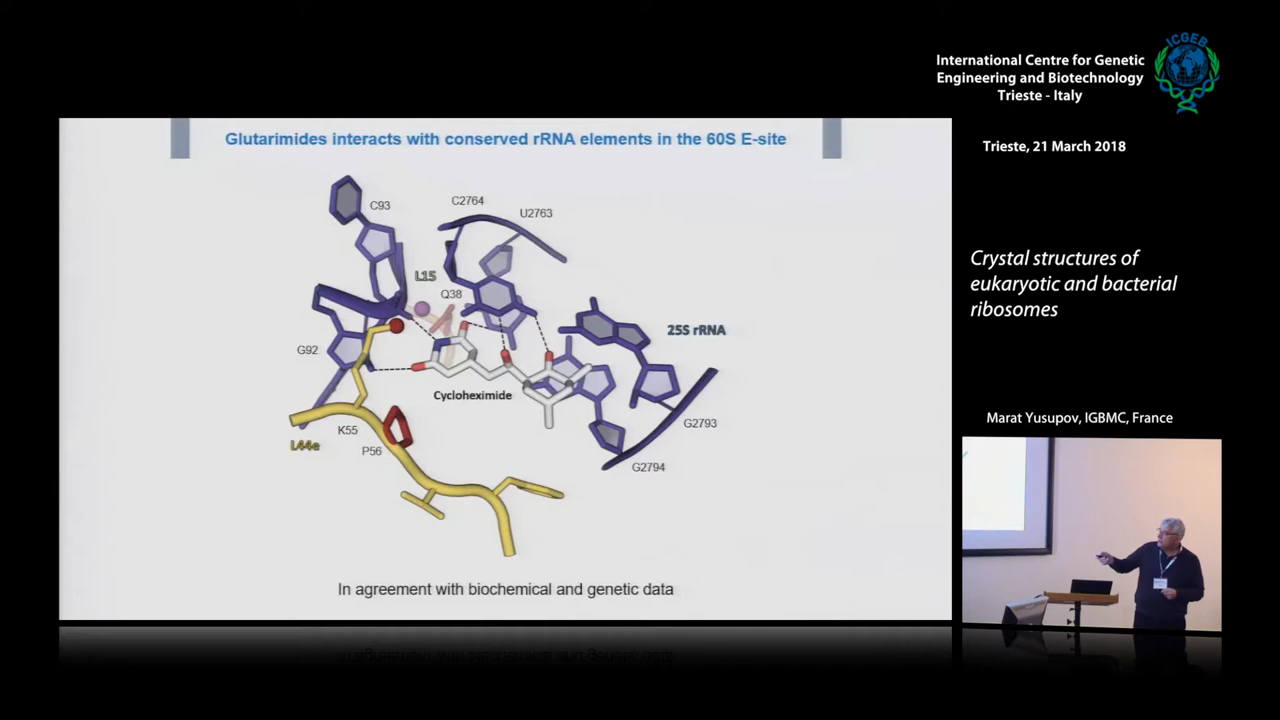 Glutarimides interacts with conserved rRNA elements in the 60S E-site
C93
C2764
U2763
L15
Q38
25S rRNA
G92
Cycloheximide
G2793
K55
L44e
P56
G2794
In agreement with biochemical and genetic data
International Centre for Genetic
Engineering and Biotechnology
Trieste - Italy
ICGEB
Trieste, 21 March 2018
Crystal structures of
eukaryotic and bacterial
ribosomes
Marat Yusupov, IGBMC, France